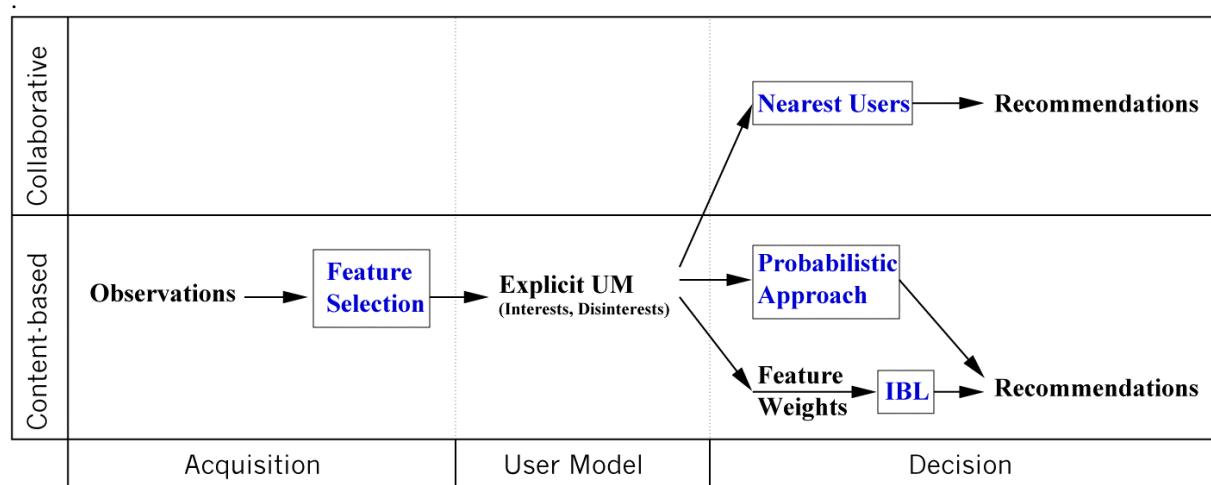 .
Collaborative
Nearest Users
Recommendations
Content-based
Observations
Feature
Selection
Explicit UM
(Interests, Disinterests)
Probabilistic
Approach
Feature
Weights
IBL
Recommendations
Acquisition
User Model
Decision